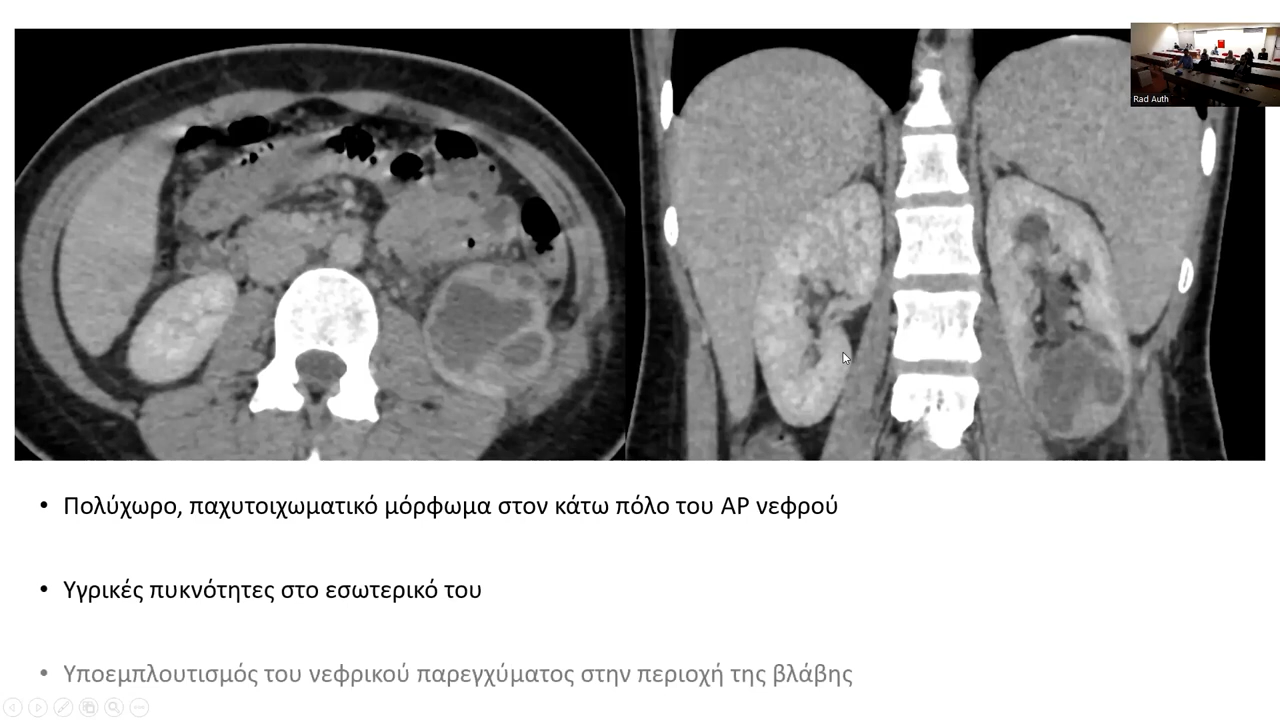 Rad Auth
• Πολύχωρο, παχυτοιχωματικό μόρφωμα στον κάτω πόλο του ΑΡ νεφρού
• Υγρικές πυκνότητες στο εσωτερικό του
• Υποεμπλουτισμός του νεφρικού παρεγχύματος στην περιοχή της βλάβης